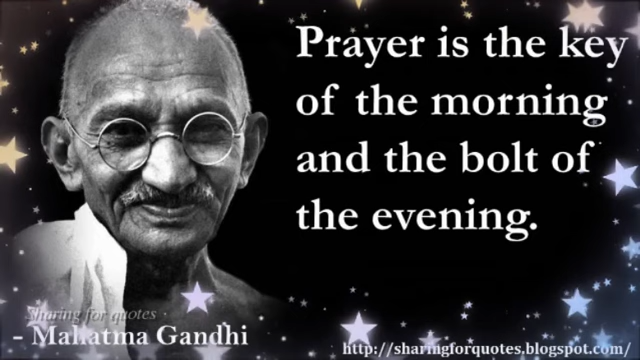 Prayer is the key
of the morning
and the bolt of
the evening.
Sharing for quotes
- Mahatma Gandhi
http://sharingforquotes.blogspot.com/